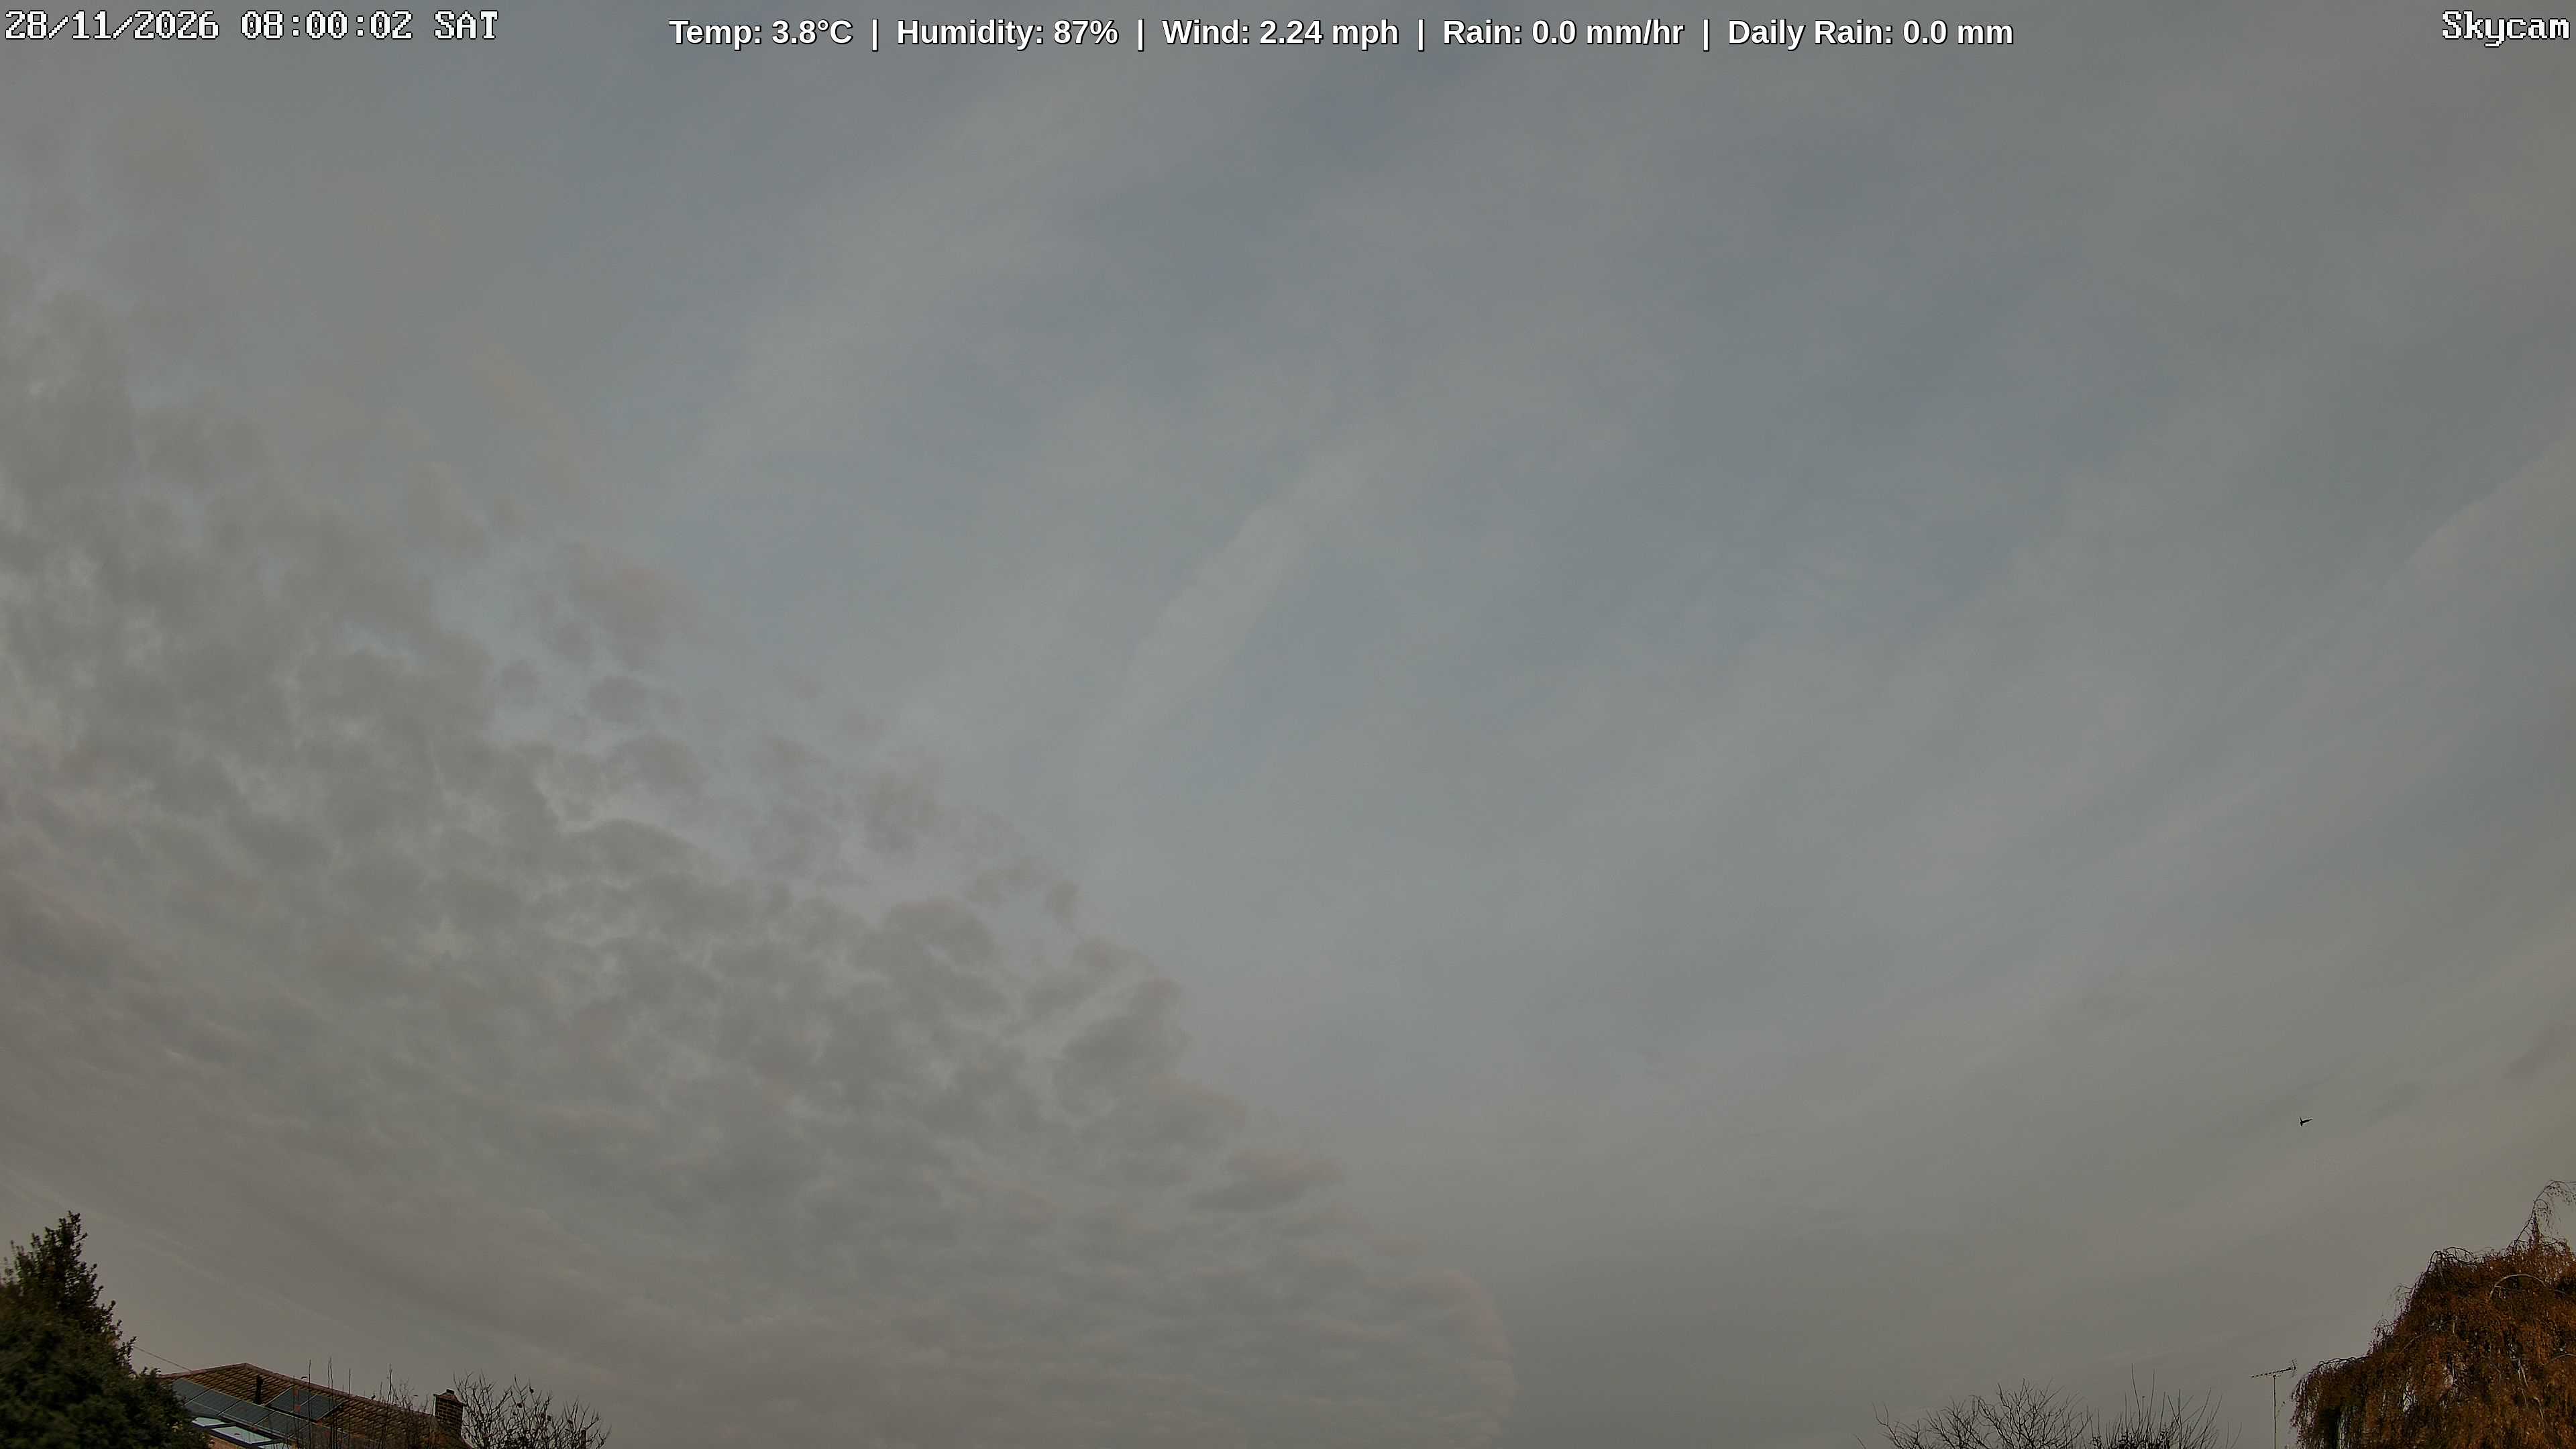 28/11/2026 08:00:02 SAT
Temp: 3.8°C | Humidity: 87% | Wind: 2.24 mph | Rain: 0.0 mm/hr | Daily Rain: 0.0 mm
Skycam